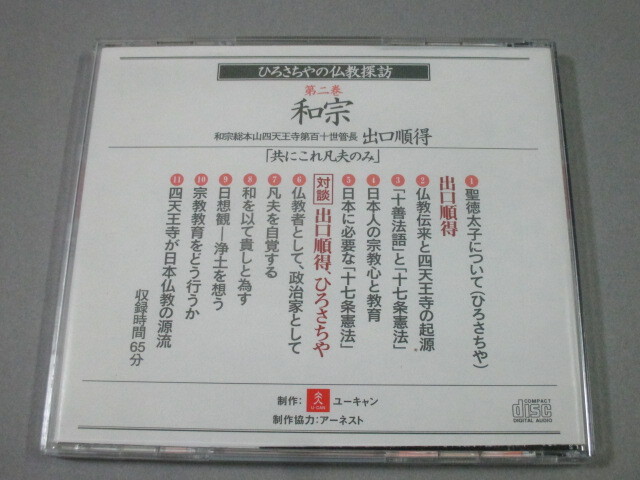 ひろさちやの仏教探訪
第二巻
和宗
和宗総本山四天王寺第百十世管長 出口順得
「共にこれ凡夫のみ」
1 聖徳太子について(ひろさちや)
出口順得
2 仏教伝来と四天王寺の起源
3 「十善法語」と「十七条憲法」
4 日本人の宗教心と教育
5 日本に必要な「十七条憲法」
対談 出口順得、ひろさちや
6 仏教者として、政治家として
7 凡夫を自覚する
8 和を以て貴しと為す
9 日想観―浄土を想う
10 宗教教育をどう行うか
11 四天王寺が日本仏教の源流
収録時間65分
制作: U-CAN ユーキャン
制作協力:アーネスト
COMPACT
disc
DIGITAL AUDIO